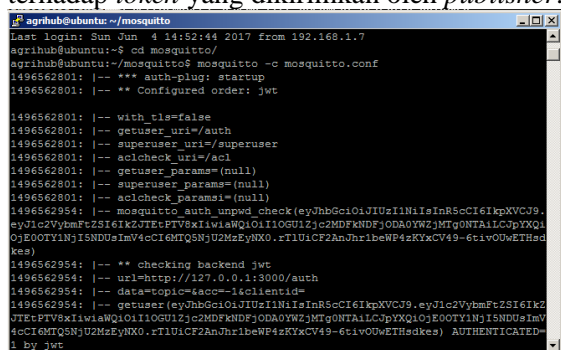 terhadap token yang dikirimkan oleh publisher.
agrihub@ubuntu: ~/mosquitto
Last login: Sun Jun  4 14:52:44 2017 from 192.168.1.7
agrihub@ubuntu:~$ cd mosquitto/
agrihub@ubuntu:~/mosquitto$ mosquitto -c mosquitto.conf
1496562801: |-- *** auth-plug: startup
1496562801: |-- ** Configured order: jwt
1496562801: |-- with_tls=false
1496562801: |-- getuser_uri=/auth
1496562801: |-- superuser_uri=/superuser
1496562801: |-- aclcheck_uri=/acl
1496562801: |-- getuser_params=(null)
1496562801: |-- superuser_params=(null)
1496562801: |-- aclcheck_paramsi=(null)
1496562954: |-- mosquitto_auth_unpwd_check(eyJhbGciOiJIUzI1NiIsInR5cCI6IkpXVCJ9.
eyJ1c2VybmFtZSI6IkZJTEtPTV8xIiwiaWQiOiI1OGU1Zjc2MDFkNDFjODA0YWZjMTg0NTAiLCJpYXQi
OjE0OTY1NjI5NDUsImV4cCI6MTQ5NjU2MzEyNX0.rT1UiCF2AnJhr1beWP4zKYxCV49-6tivOUwETHsd
kes)
1496562954: |-- ** checking backend jwt
1496562954: |-- url=http://127.0.0.1:3000/auth
1496562954: |-- data=topic=&acc=-1&clientid=
1496562954: |-- getuser(eyJhbGciOiJIUzI1NiIsInR5cCI6IkpXVCJ9.eyJ1c2VybmFtZSI6IkZ
JTEtPTV8xIiwiaWQiOiI1OGU1Zjc2MDFkNDFjODA0YWZjMTg0NTAiLCJpYXQiOjE0OTY1NjI5NDUsImV
4cCI6MTQ5NjU2MzEyNX0.rT1UiCF2AnJhr1beWP4zKYxCV49-6tivOUwETHsdkes) AUTHENTICATED=
1 by jwt